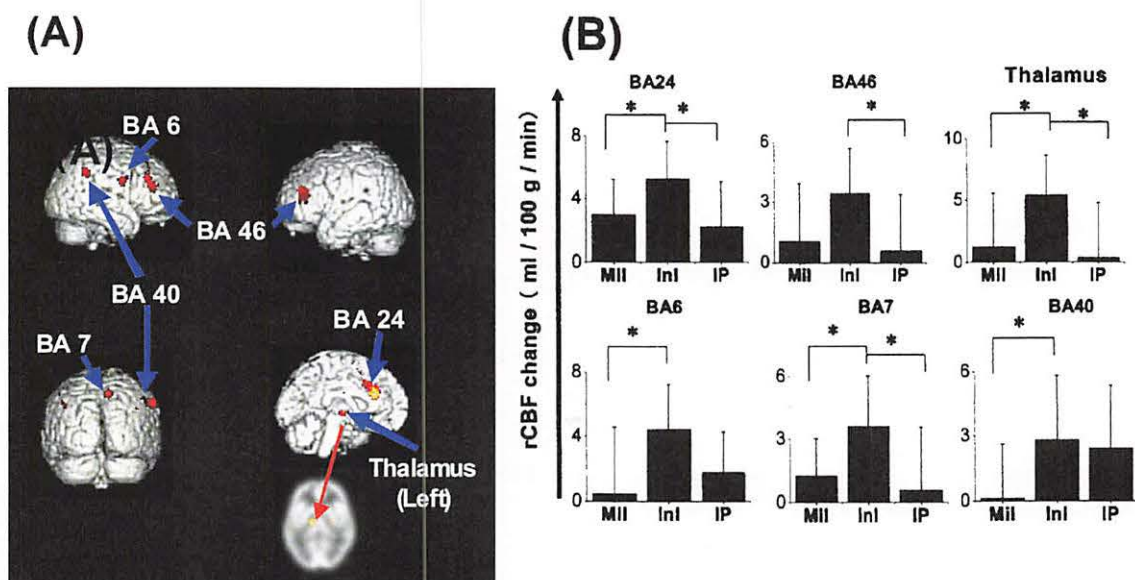 (A)
BA 6
(A)
BA 46
BA 40
BA 7
BA 24
Thalamus
(Left)
(B)
rCBF change ( ml / 100 g / min)
BA24
* *
8
4
0
MII InI IP
BA46
*
6
3
0
MII InI IP
Thalamus
* *
10
5
0
MII InI IP
BA6
*
8
4
0
MII InI IP
BA7
* *
6
3
0
MII InI IP
BA40
*
6
3
0
MII InI IP